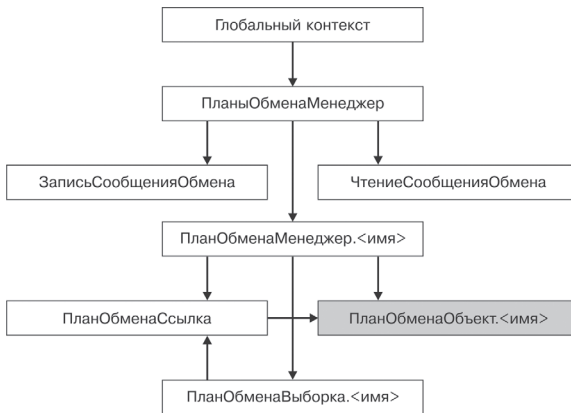 Глобальный контекст
ПланыОбменаМенеджер
ЗаписьСообщенияОбмена
ЧтениеСообщенияОбмена
ПланОбменаМенеджер.<имя>
ПланОбменаСсылка
ПланОбменаОбъект.<имя>
ПланОбменаВыборка.<имя>